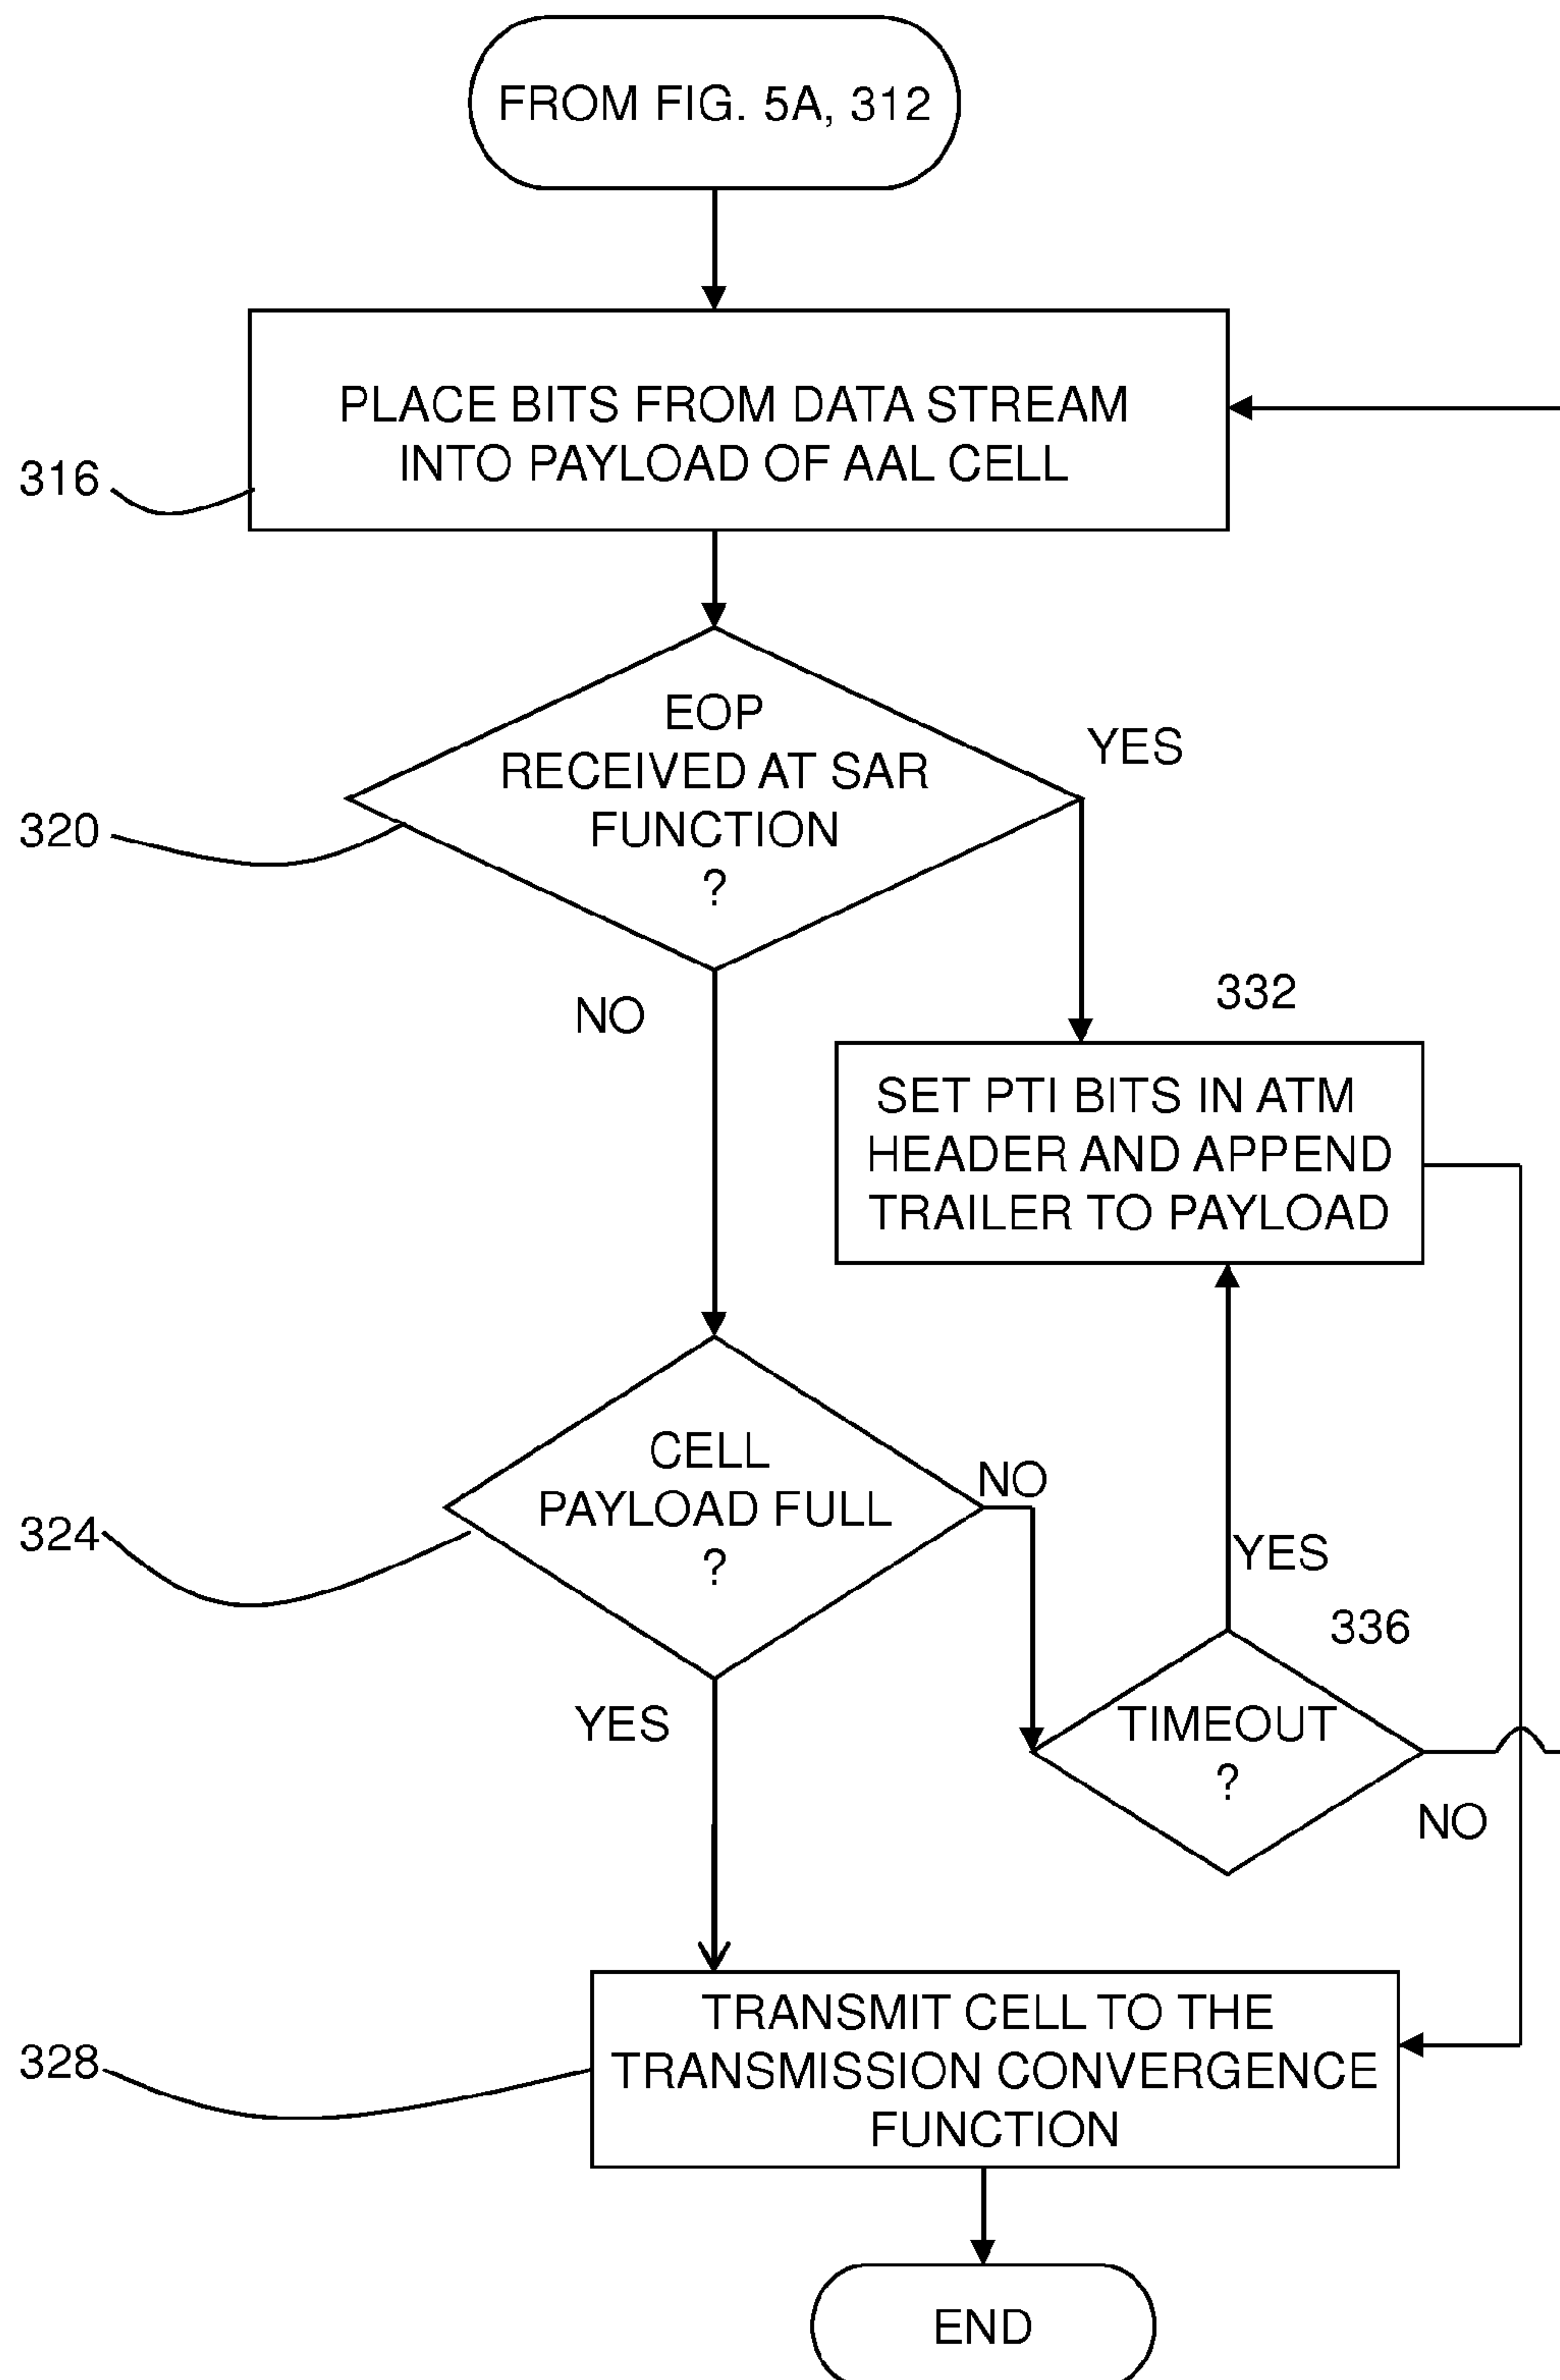 FROM FIG. 5A, 312
PLACE BITS FROM DATA STREAM
INTO PAYLOAD OF AAL CELL
316
EOP
RECEIVED AT SAR
FUNCTION
?
YES
320
NO
332
SET PTI BITS IN ATM
HEADER AND APPEND
TRAILER TO PAYLOAD
CELL
PAYLOAD FULL
?
NO
324
YES
336
YES
TIMEOUT
?
NO
TRANSMIT CELL TO THE
TRANSMISSION CONVERGENCE
FUNCTION
328
END